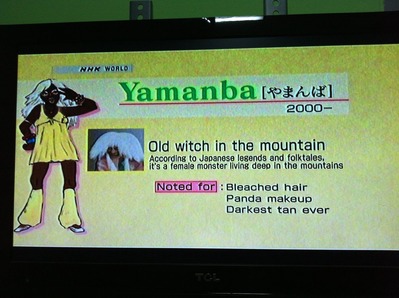 NHK WORLD
Yamanba [やまんば]
2000-
Old witch in the mountain
According to Japanese legends and folktales,
it's a female monster living deep in the mountains
Noted for : Bleached hair
Panda makeup
Darkest tan ever
TCL